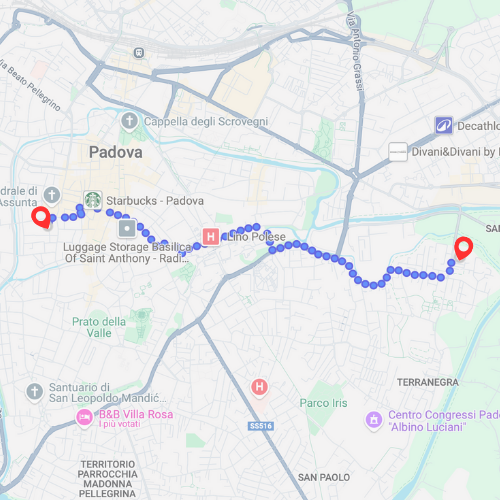 Via Beato Pellegrino
Via Antonio Grassi
Cappella degli Scrovegni
Decathlo
Padova
Divani&Divani by
drale di
Assunta
Starbucks - Padova
H
Lino Polese
Luggage Storage Basilica
Of Saint Anthony - Radi...
SA
Prato della
Valle
Santuario di
San Leopoldo Mandić...
H
TERRANEGRA
Parco Iris
B&B Villa Rosa
I più votati
Centro Congressi Pado
"Albino Luciani"
SS516
TERRITORIO
PARROCCHIA
MADONNA
PELLEGRINA
SAN PAOLO